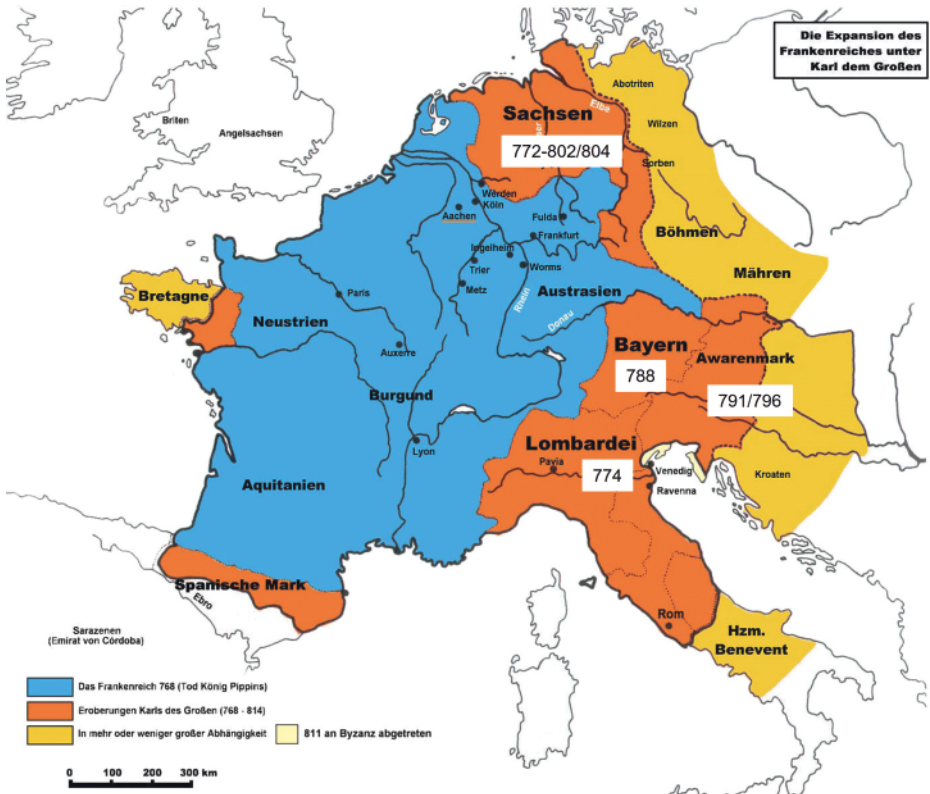 Die Expansion des
Frankenreiches unter
Karl dem Großen
Abotriten
Sachsen
Elbe
Briten
Wilzen
Angelsachsen
772-802/804
Sorben
Werden
Köln
Aachen
Fulda
Frankfurt
Böhmen
Ingelheim
Trier
Worms
Mähren
Metz
Bretagne
Paris
Rhein
Austrasien
Neustrien
Donau
Auxerre
Bayern
Awarenmark
788
791/796
Burgund
Lombardei
Lyon
Pavia
774
Venedig
Kroaten
Aquitanien
Ravenna
Spanische Mark
Ebro
Rom
Sarazenen
(Emirat von Córdoba)
Hzm.
Benevent
Das Frankenreich 768 (Tod König Pippins)
Eroberungen Karls des Großen (768 - 814)
In mehr oder weniger großer Abhängigkeit
811 an Byzanz abgetreten
0 100 200 300 km